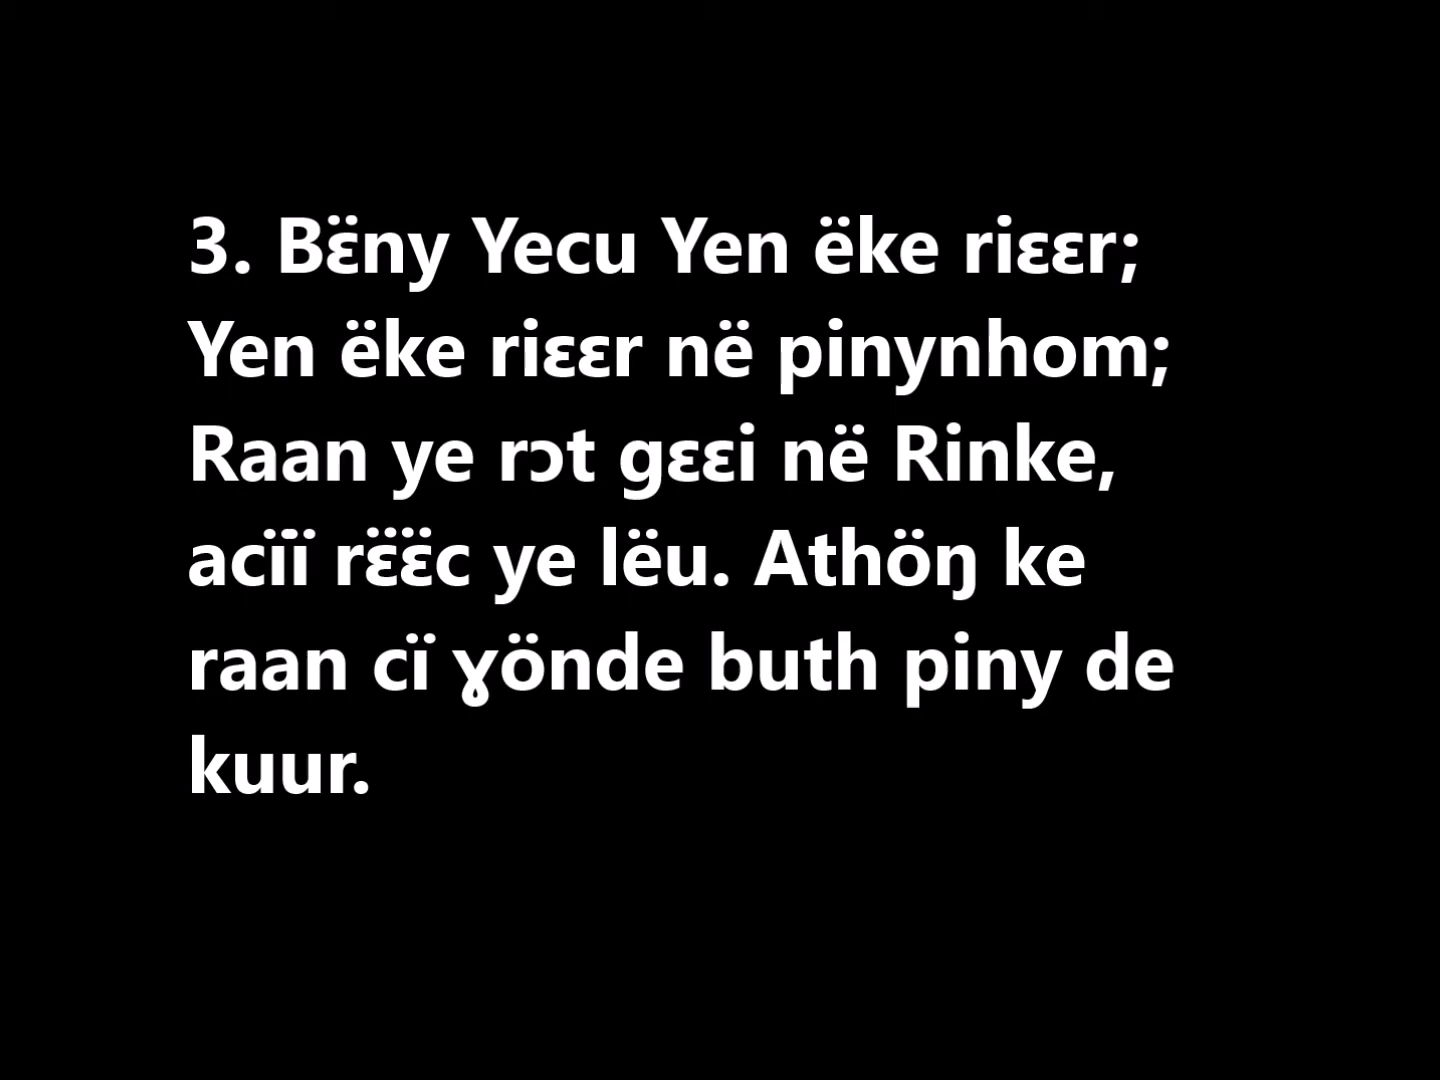 3. Bɛ̈ny Yecu Yen ëke riɛɛr;
Yen ëke riɛɛr në pinynhom;
Raan ye rɔt gɛɛi në Rinke,
acïï rɛ̈ɛ̈c ye lëu. Athöŋ ke
raan cï ɣönde buth piny de
kuur.